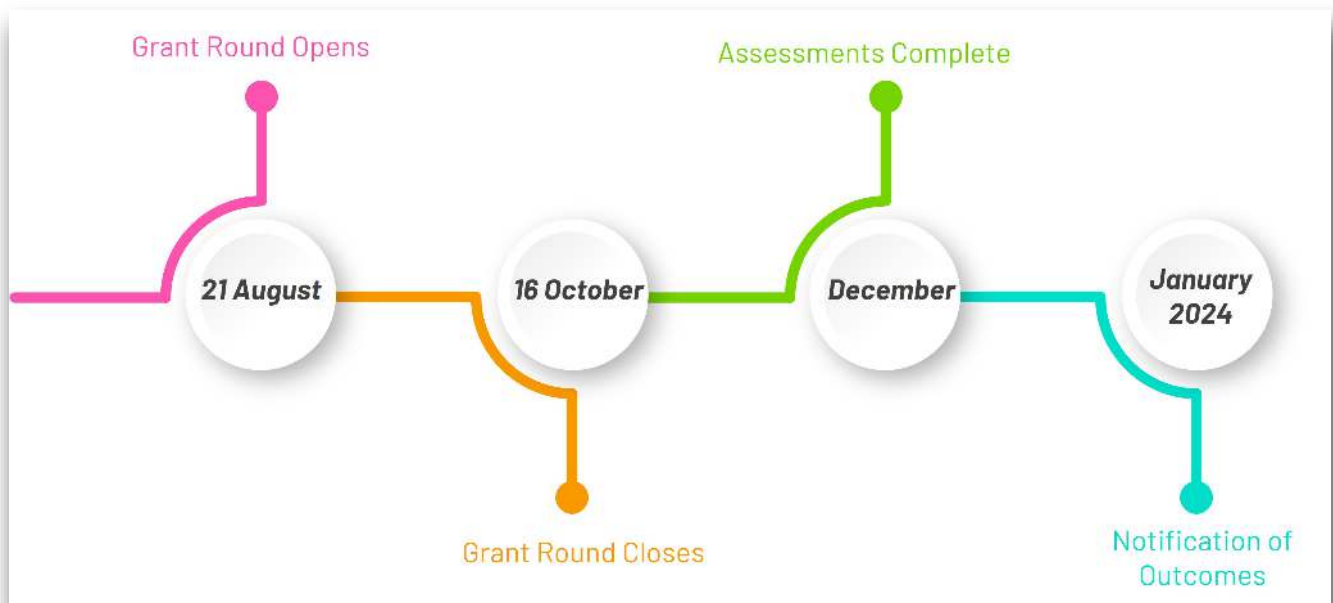 Grant Round Opens
Assessments Complete
21 August
16 October
December
January
2024
Grant Round Closes
Notification of
Outcomes